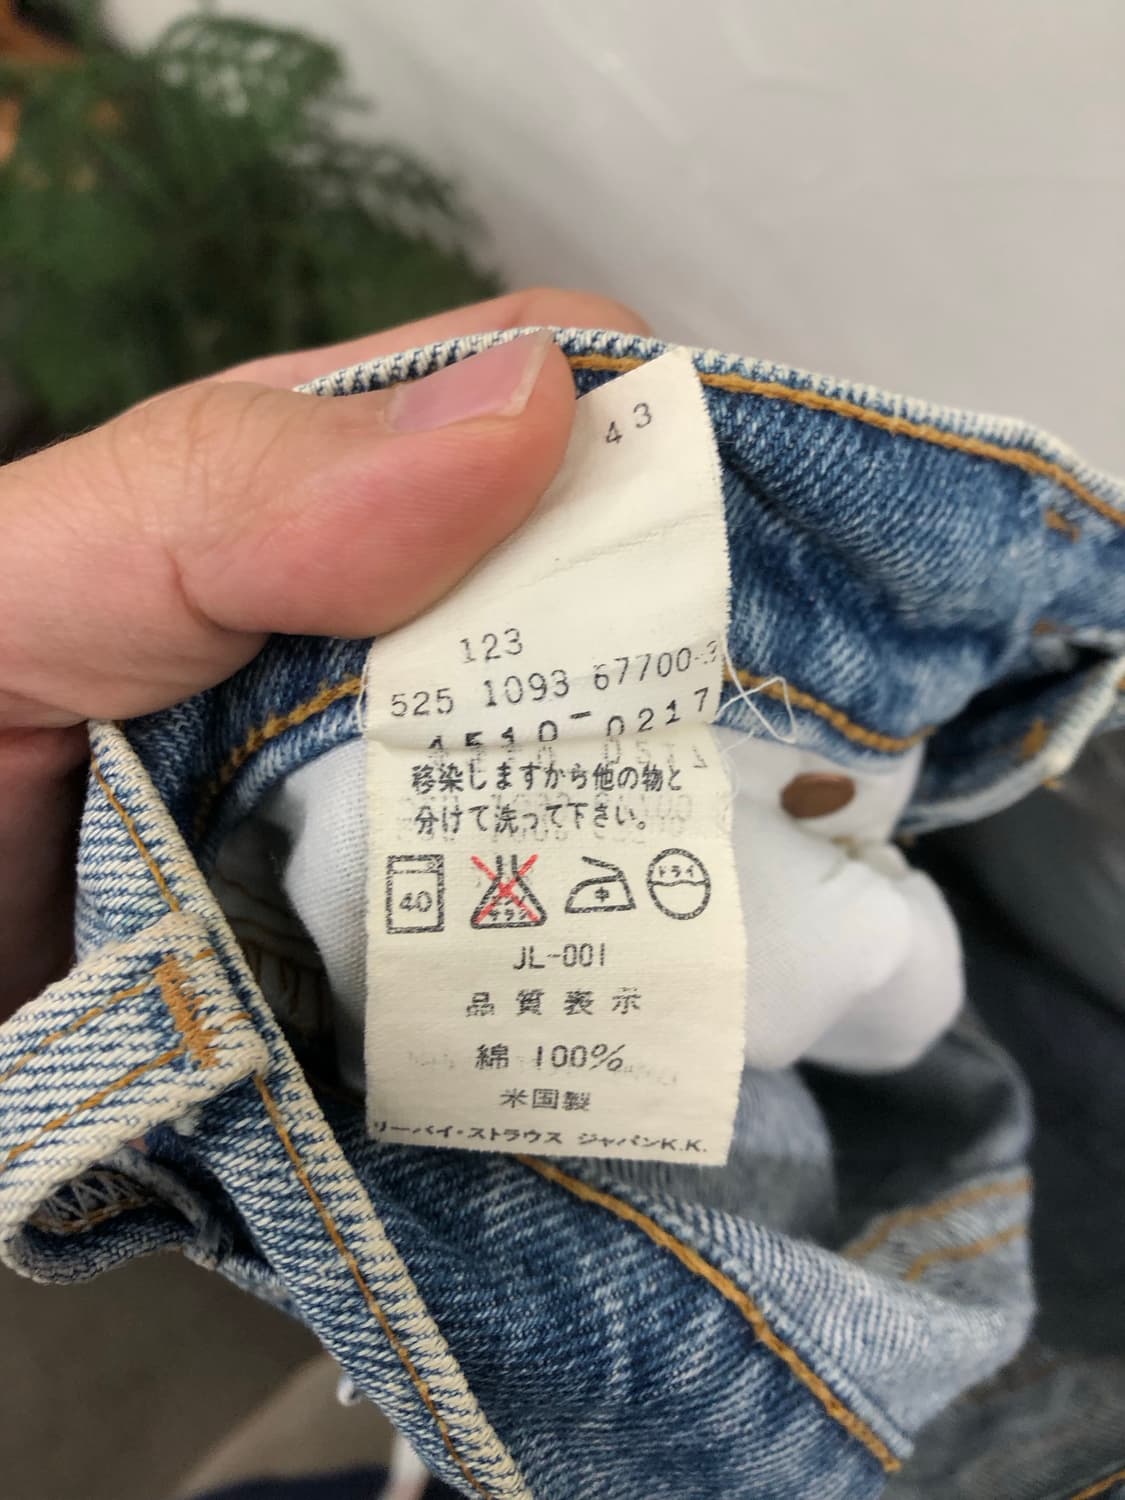 4 3
123
525 1093 67700-3
4510-0217
移染しますから他の物と
分けて洗って下さい。
40
中
ドライ
JL-001
品質表示
綿 100%
米国製
リーバイ・ストラウス ジャパンK.K.